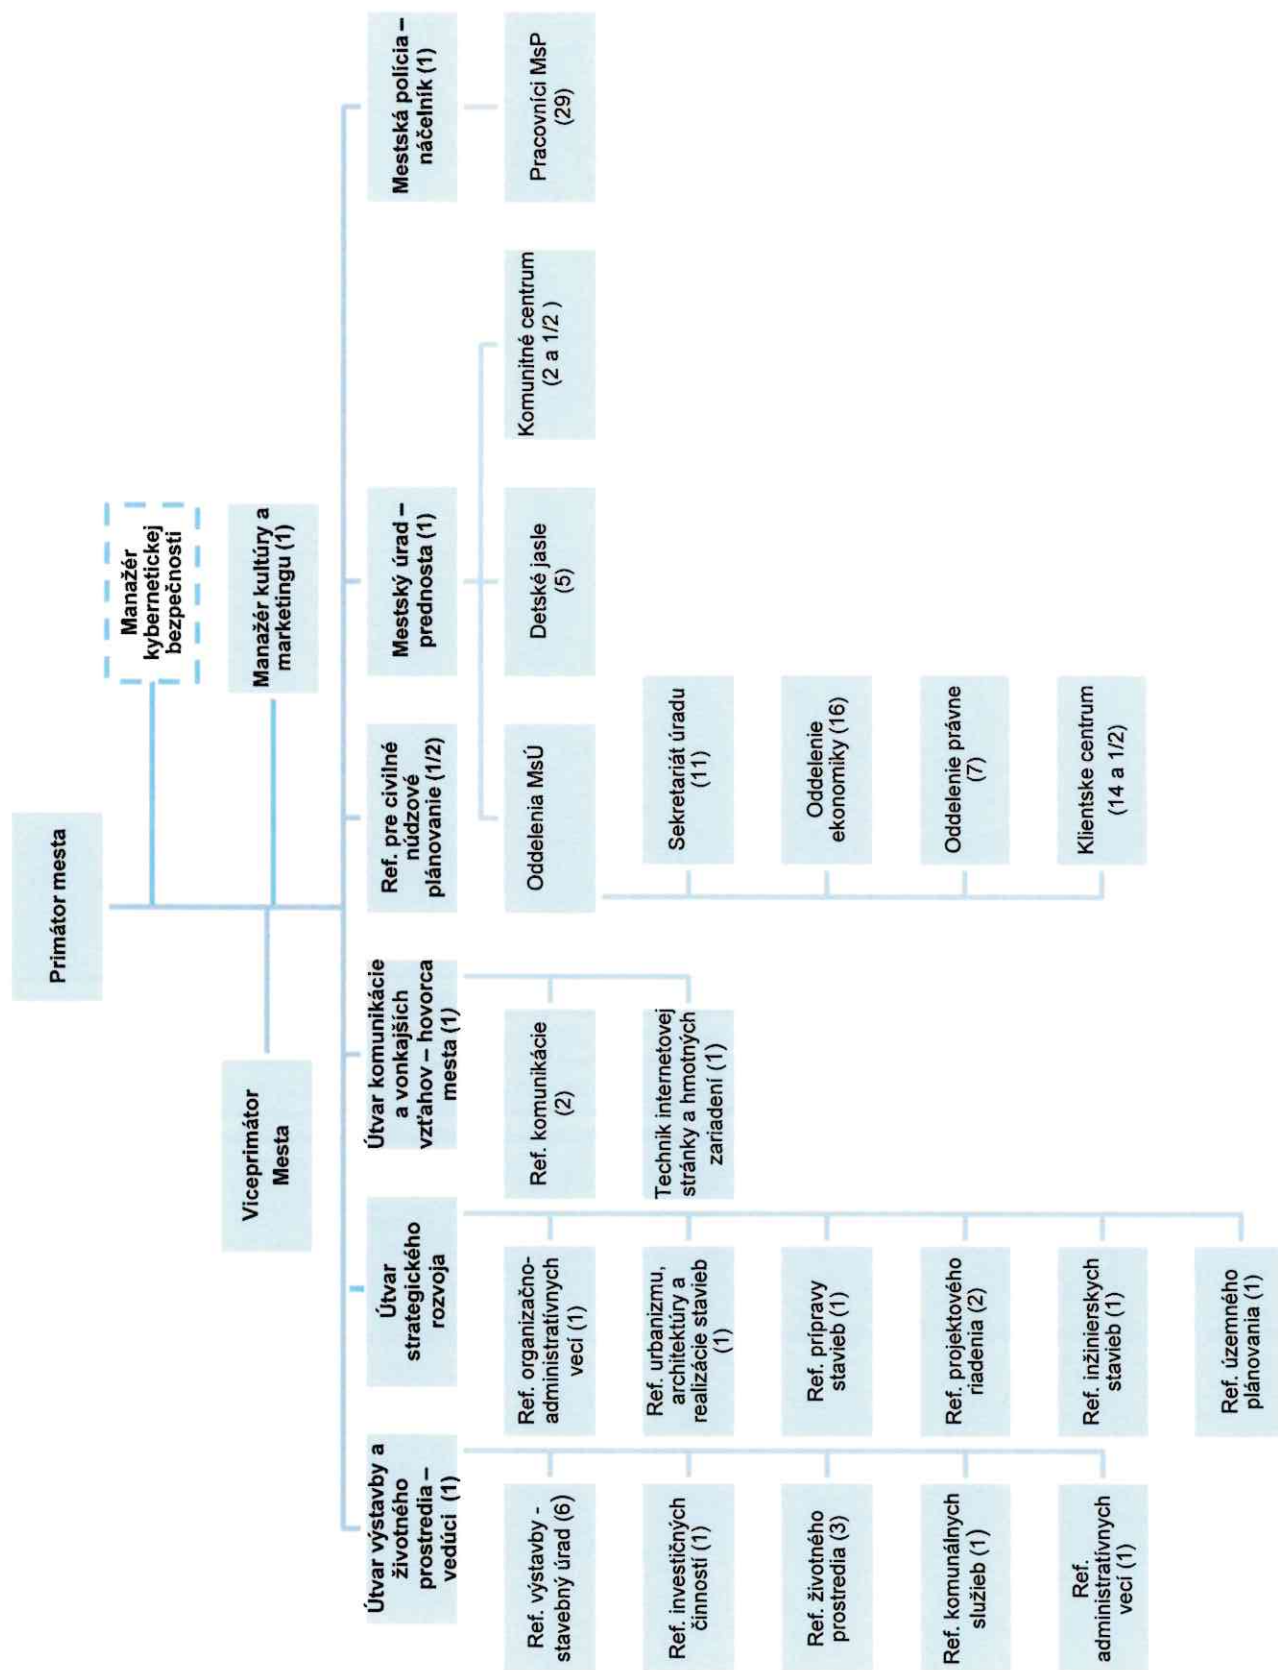 Primátor mesta
Manažér
kybernetickej
bezpečnosti
Viceprimátor
Mesta
Manažér kultúry a
marketingu (1)
Útvar výstavby a
životného
prostredia –
vedúci (1)
Útvar
strategického
rozvoja
Útvar komunikácie
a vonkajších
vzťahov – hovorca
mesta (1)
Ref. pre civilné
núdzové
plánovanie (1/2)
Mestský úrad –
prednosta (1)
Mestská polícia –
náčelník (1)
Ref. výstavby -
stavebný úrad (6)
Ref. investičných
činností (1)
Ref. životného
prostredia (3)
Ref. komunálnych
služieb (1)
Ref.
administratívnych
vecí (1)
Ref. organizačno-
administratívnych
vecí (1)
Ref. urbanizmu,
architektúry a
realizácie stavieb
(1)
Ref. prípravy
stavieb (1)
Ref. projektového
riadenia (2)
Ref. inžinierskych
stavieb (1)
Ref. územného
plánovania (1)
Ref. komunikácie
(2)
Technik internetovej
stránky a hmotných
zariadení (1)
Oddelenia MsÚ
Sekretariát úradu
(11)
Oddelenie
ekonomiky (16)
Oddelenie právne
(7)
Klientske centrum
(14 a 1/2)
Detské jasle
(5)
Komunitné centrum
(2 a 1/2 )
Pracovníci MsP
(29)